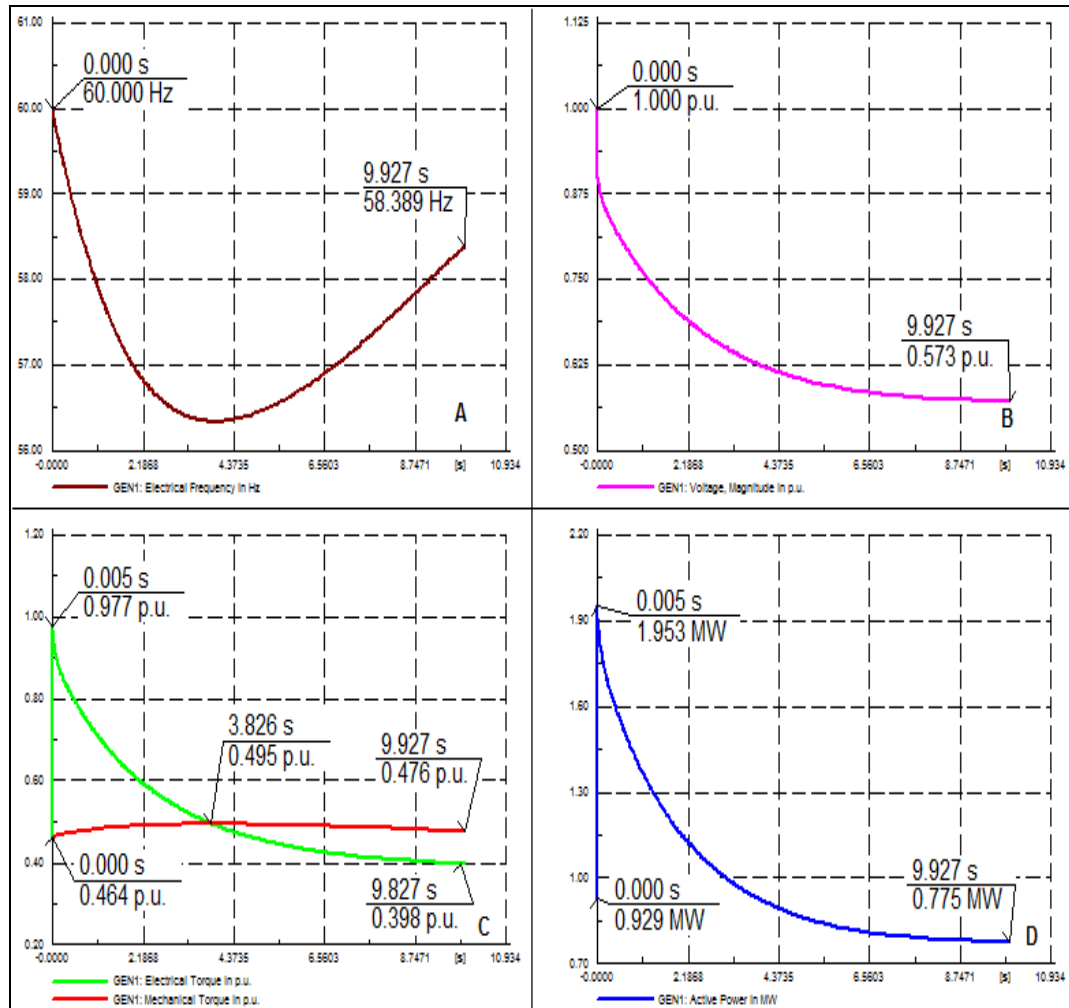 61.00
60.00
59.00
58.00
57.00
56.00
0.000 s
60.000 Hz
9.927 s
58.389 Hz
A
-0.0000 2.1868 4.3735 6.5603 8.7471 [s] 10.934
GEN1: Electrical Frequency in Hz
1.125
1.000
0.875
0.750
0.625
0.500
0.000 s
1.000 p.u.
9.927 s
0.573 p.u.
B
-0.0000 2.1868 4.3735 6.5603 8.7471 [s] 10.934
GEN1: Voltage, Magnitude in p.u.
1.20
1.00
0.80
0.60
0.40
0.20
0.005 s
0.977 p.u.
3.826 s
0.495 p.u.
9.927 s
0.476 p.u.
0.000 s
0.464 p.u.
9.827 s
0.398 p.u.
C
-0.0000 2.1868 4.3735 6.5603 8.7471 [s] 10.934
GEN1: Electrical Torque in p.u.
GEN1: Mechanical Torque in p.u.
2.20
1.90
1.60
1.30
1.00
0.70
0.005 s
1.953 MW
0.000 s
0.929 MW
9.927 s
0.775 MW
D
-0.0000 2.1868 4.3735 6.5603 8.7471 [s] 10.934
GEN1: Active Power in MW